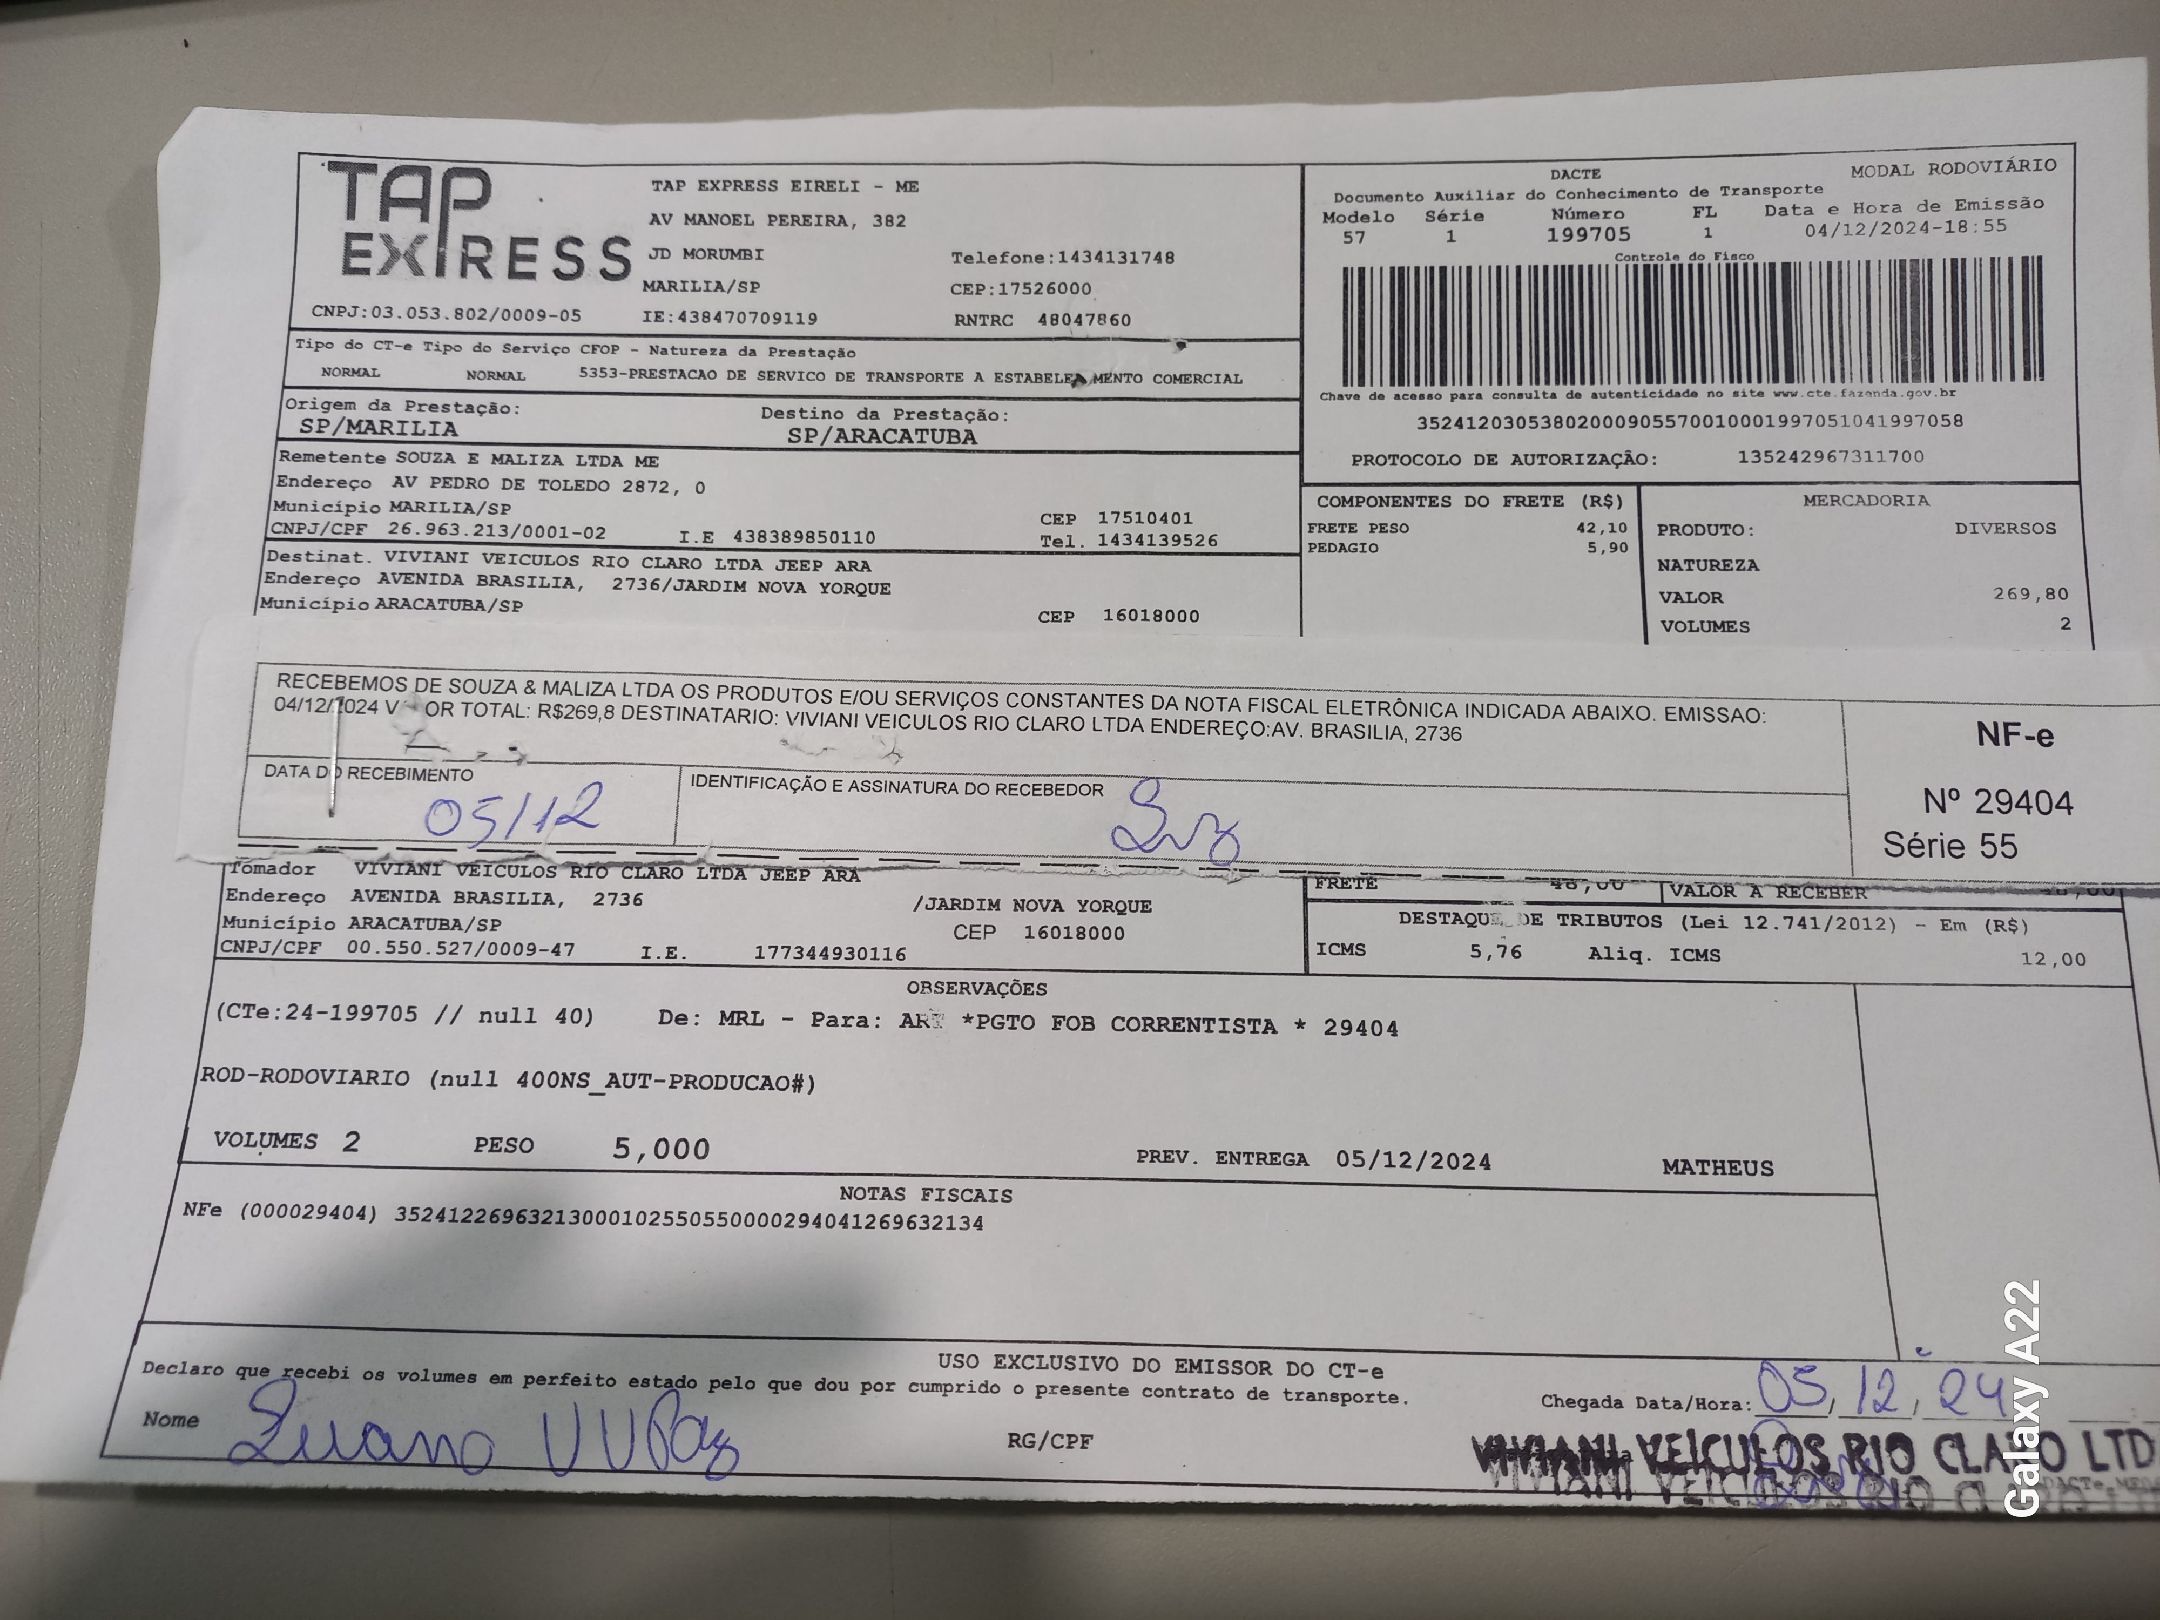 TAP EXPRESS
TAP EXPRESS EIRELI - ME
AV MANOEL PEREIRA, 382
JD MORUMBI Telefone:1434131748
MARILIA/SP CEP:17526000
CNPJ:03.053.802/0009-05 IE:438470709119 RNTRC 48047860
DACTE MODAL RODOVIÁRIO
Documento Auxiliar do Conhecimento de Transporte
Modelo Série Número FL Data e Hora de Emissão
57 1 199705 1 04/12/2024-18:55
Controle do Fisco
Chave de acesso para consulta de autenticidade no site www.cte.fazenda.gov.br
35241203053802000905570010001997051041997058
PROTOCOLO DE AUTORIZAÇÃO: 135242967311700
Tipo do CT-e Tipo do Serviço CFOP - Natureza da Prestação
NORMAL NORMAL 5353-PRESTACAO DE SERVICO DE TRANSPORTE A ESTABELE MENTO COMERCIAL
Origem da Prestação: Destino da Prestação:
SP/MARILIA SP/ARACATUBA
Remetente SOUZA E MALIZA LTDA ME
Endereço AV PEDRO DE TOLEDO 2872, 0
Município MARILIA/SP CEP 17510401
CNPJ/CPF 26.963.213/0001-02 I.E 438389850110 Tel. 1434139526
Destinat. VIVIANI VEICULOS RIO CLARO LTDA JEEP ARA
Endereço AVENIDA BRASILIA, 2736/JARDIM NOVA YORQUE
Município ARACATUBA/SP CEP 16018000
COMPONENTES DO FRETE (R$)
FRETE PESO 42,10
PEDAGIO 5,90
MERCADORIA
PRODUTO: DIVERSOS
NATUREZA
VALOR 269,80
VOLUMES 2
RECEBEMOS DE SOUZA & MALIZA LTDA OS PRODUTOS E/OU SERVIÇOS CONSTANTES DA NOTA FISCAL ELETRÔNICA INDICADA ABAIXO. EMISSAO:
04/12/ 024 V OR TOTAL: R$269,8 DESTINATARIO: VIVIANI VEICULOS RIO CLARO LTDA ENDEREÇO:AV. BRASILIA, 2736
DATA DO RECEBIMENTO IDENTIFICAÇÃO E ASSINATURA DO RECEBEDOR
05/12
NF-e
Nº 29404
Série 55
Tomador VIVIANI VEICULOS RIO CLARO LTDA JEEP ARA
Endereço AVENIDA BRASILIA, 2736 /JARDIM NOVA YORQUE
Município ARACATUBA/SP CEP 16018000
CNPJ/CPF 00.550.527/0009-47 I.E. 177344930116
FRETE 48,00 VALOR A RECEBER
DESTAQUE DE TRIBUTOS (Lei 12.741/2012) - Em (R$)
ICMS 5,76 Aliq. ICMS 12,00
OBSERVAÇÕES
(CTe:24-199705 // null 40) De: MRL - Para: *PGTO FOB CORRENTISTA * 29404
ROD-RODOVIARIO (null 400NS_AUT-PRODUCAO#)
VOLUMES 2 PESO 5,000 PREV. ENTREGA 05/12/2024 MATHEUS
NOTAS FISCAIS
NFe (000029404) 35241226963213000102550550000294041269632134
USO EXCLUSIVO DO EMISSOR DO CT-e
Declaro que recebi os volumes em perfeito estado pelo que dou por cumprido o presente contrato de transporte.
Nome RG/CPF
Chegada Data/Hora: 05, 12, 24
VIVIANI VEICULOS RIO CLARO LTD
Galaxy A22